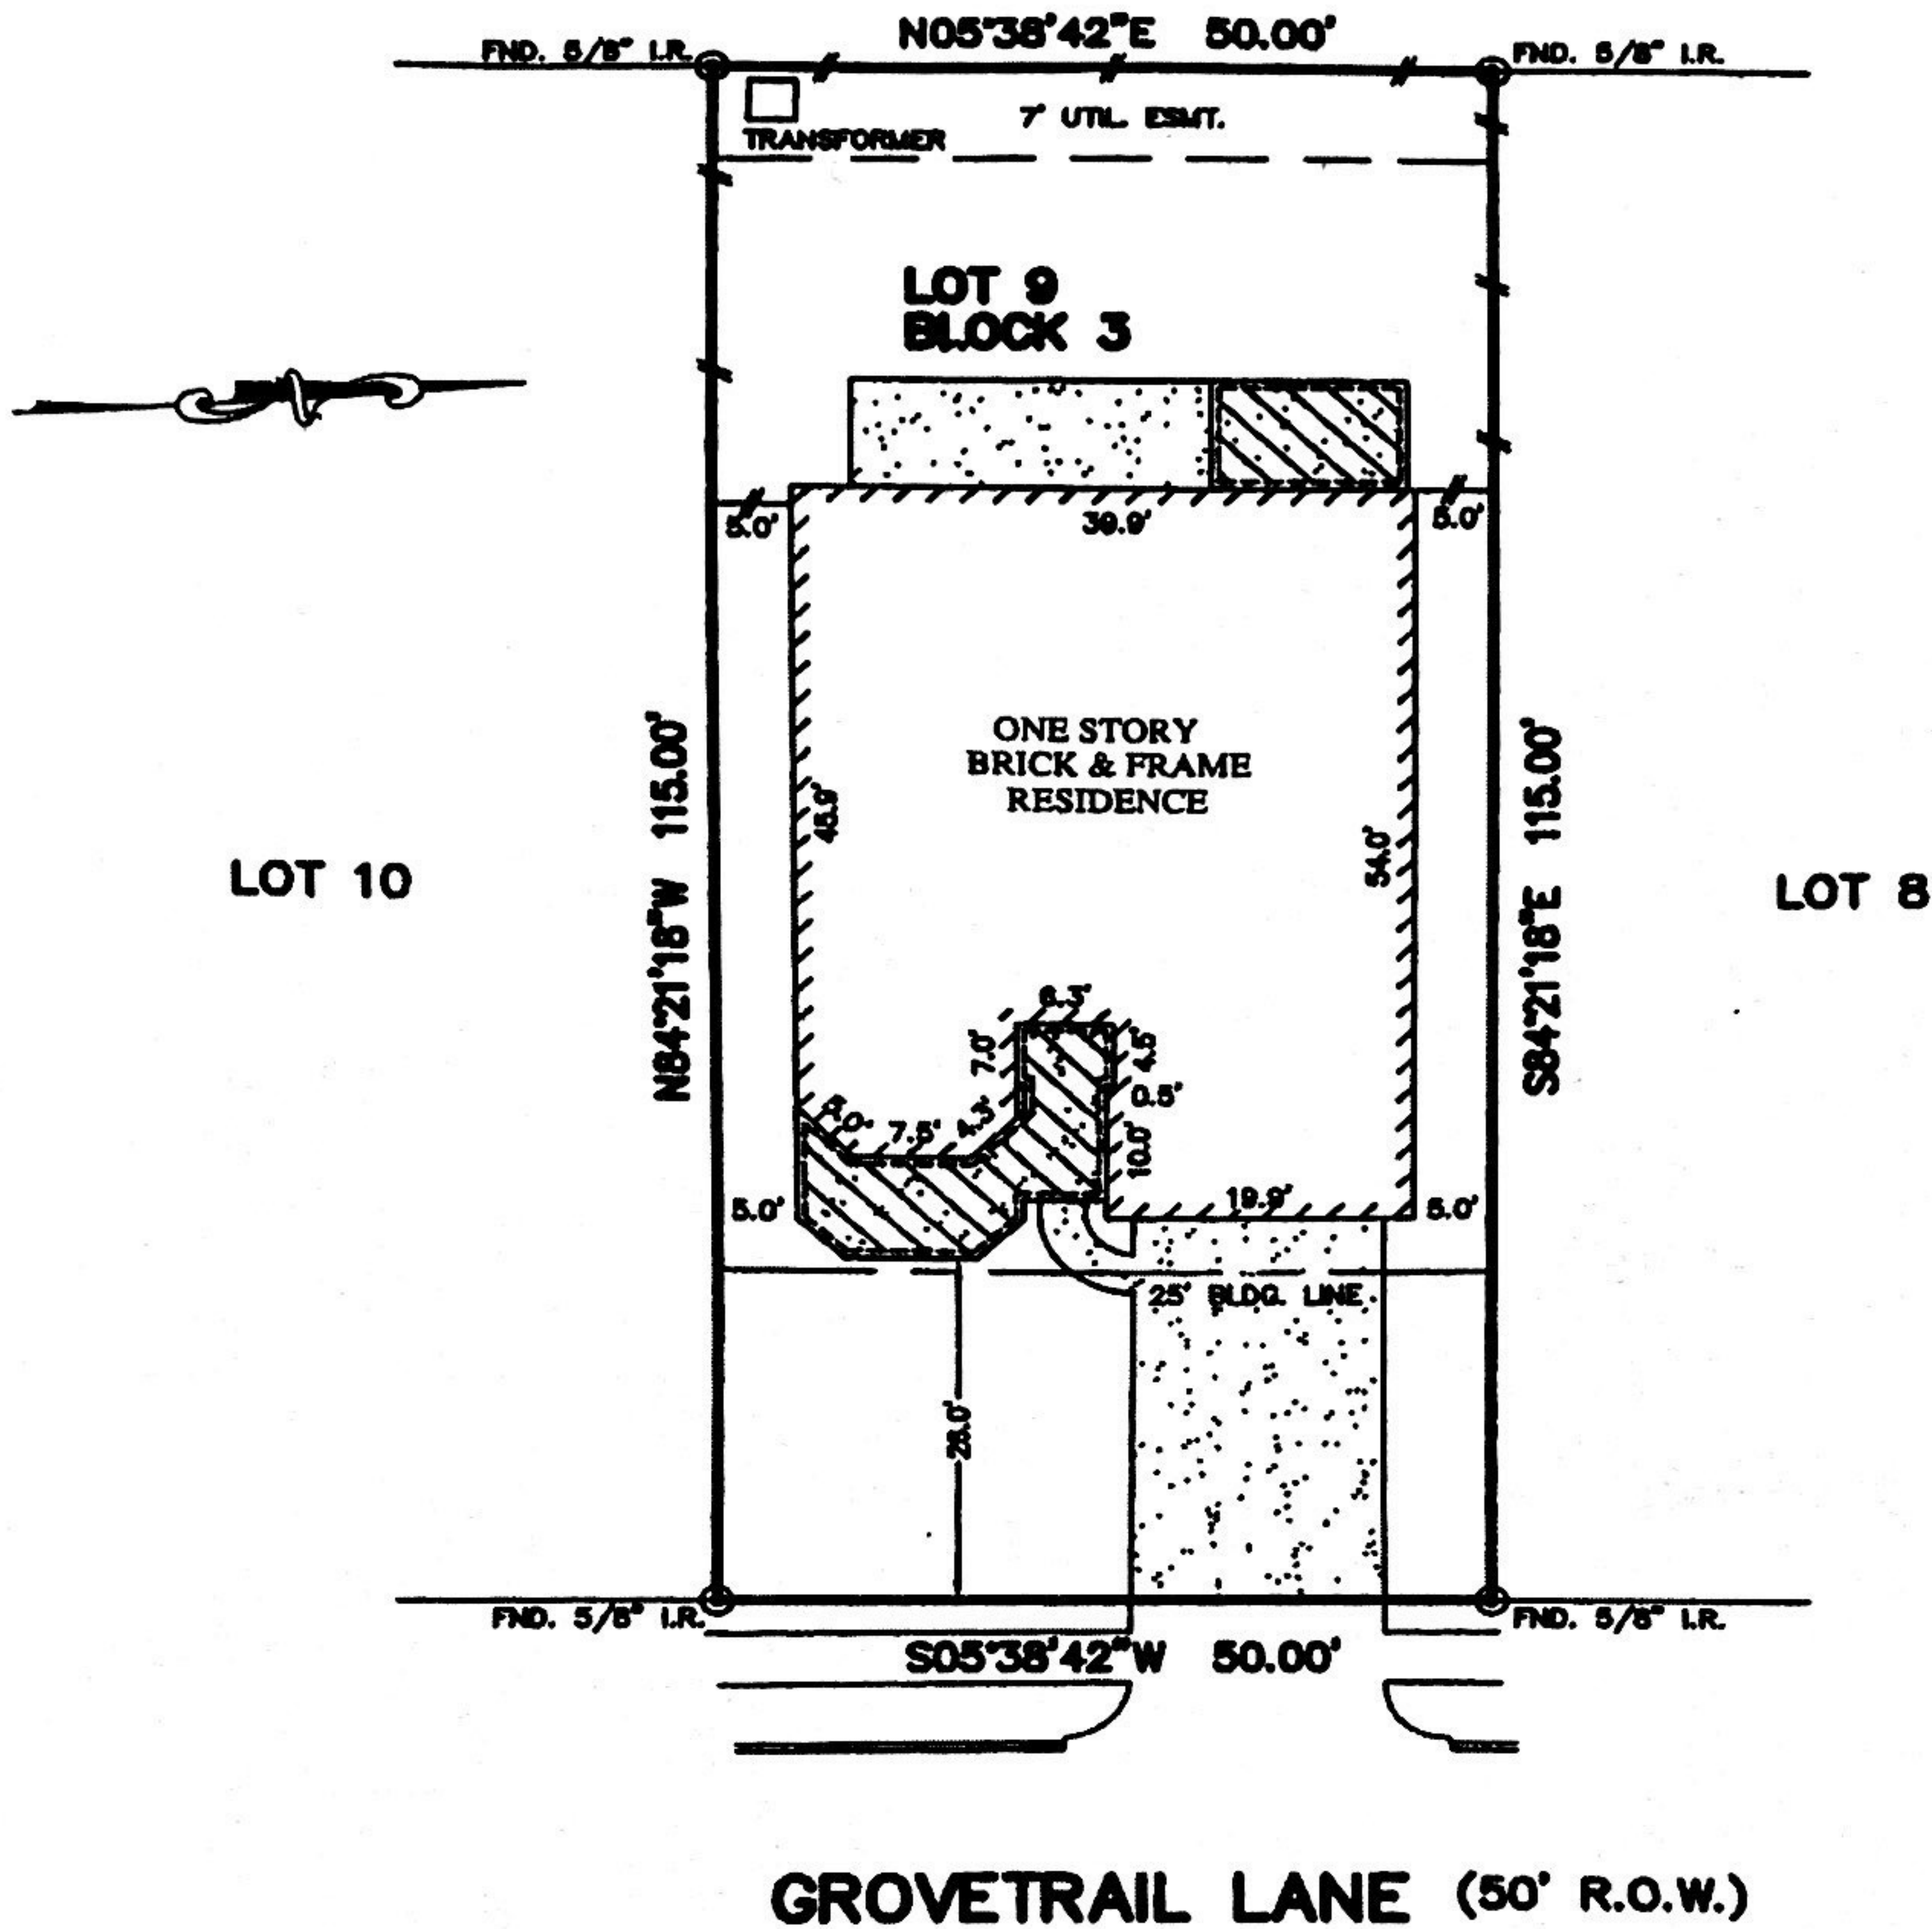 N05°38'42"E 50.00'
FND. 5/8" I.R.
FND. 5/8" I.R.
7' UTIL. ESMT.
TRANSFORMER
LOT 9
BLOCK 3
5.0'
39.9'
5.0'
ONE STORY
BRICK & FRAME
RESIDENCE
N84°21'18"W 115.00'
45.9'
54.0'
S84°21'18"E 115.00'
LOT 10
LOT 8
6.3'
7.0'
4.5'
0.5'
7.5'
4.3'
10.0'
5.0'
19.9'
5.0'
25' BLDG. LINE
FND. 5/8" I.R.
FND. 5/8" I.R.
S05°38'42"W 50.00'
GROVETRAIL LANE (50' R.O.W.)